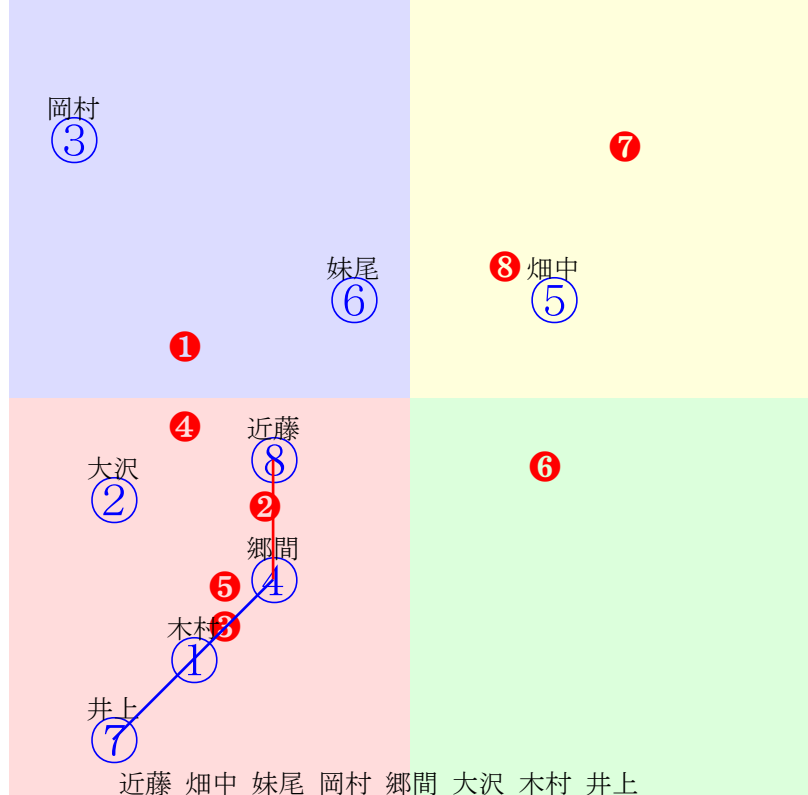 岡村
③
❼
妹尾
⑥
❽
畑中
⑤
❶
❹
近藤
⑧
大沢
②
❻
❷
郷間
④
❺
木村
❸
①
井上
⑦
近藤 畑中 妹尾 岡村 郷間 大沢 木村 井上